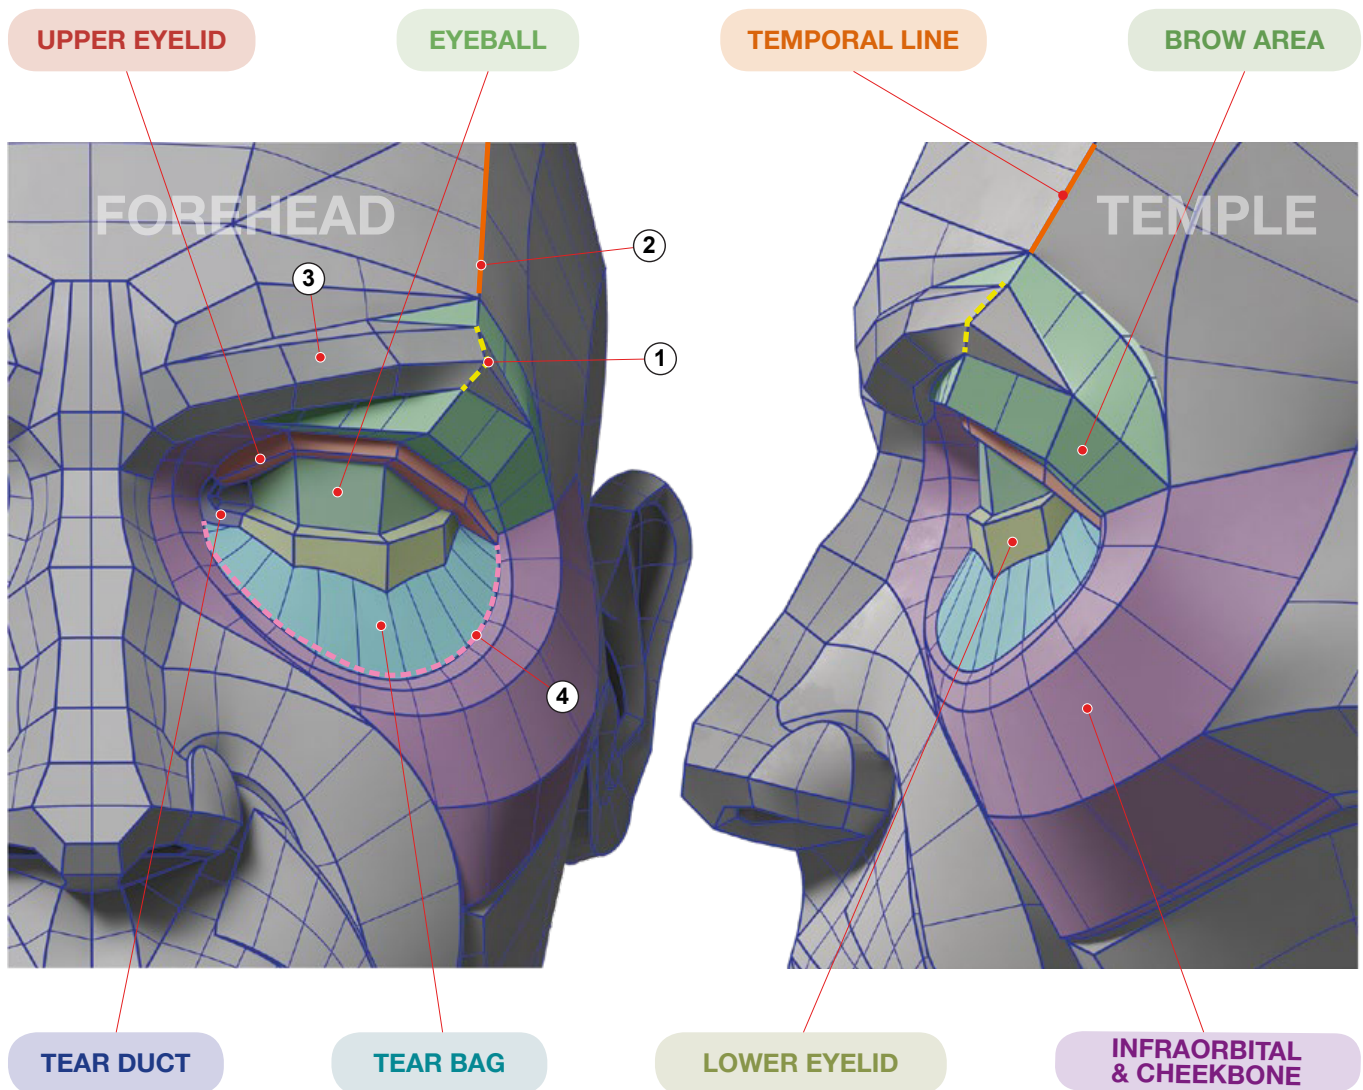 UPPER EYELID
EYEBALL
TEMPORAL LINE
BROW AREA
FOREHEAD
TEMPLE
2
3
1
4
TEAR DUCT
TEAR BAG
LOWER EYELID
INFRAORBITAL
& CHEEKBONE